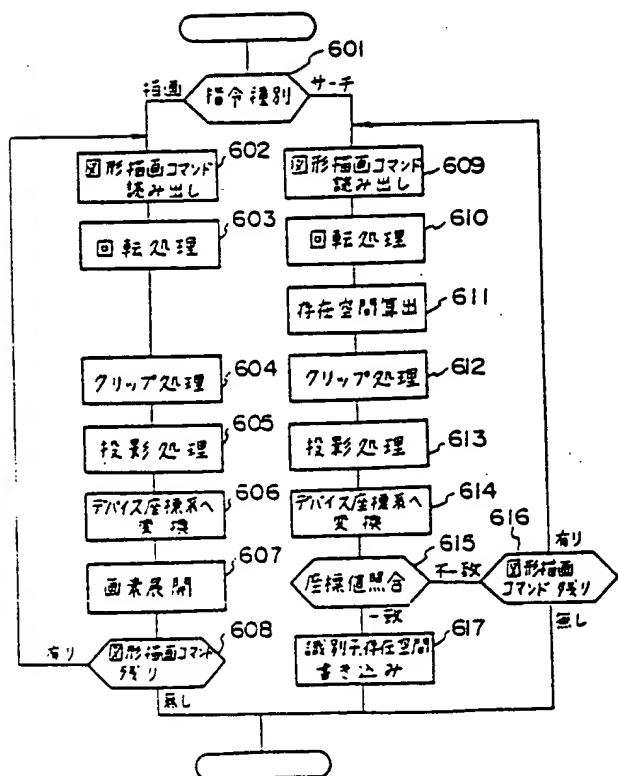 601
指令種別
描画
サーチ
602
図形描画コマンド
読み出し
603
回転処理
クリップ処理
604
投影処理
605
デバイス座標系へ
変換
606
画素展開
607
図形描画コマンド
残り
608
有り
無し
図形描画コマンド
読み出し
609
回転処理
610
存在空間算出
611
クリップ処理
612
投影処理
613
デバイス座標系へ
変換
614
座標値照合
615
不一致
一致
図形描画
コマンド残り
616
有り
無し
識別子,存在空間
書き込み
617